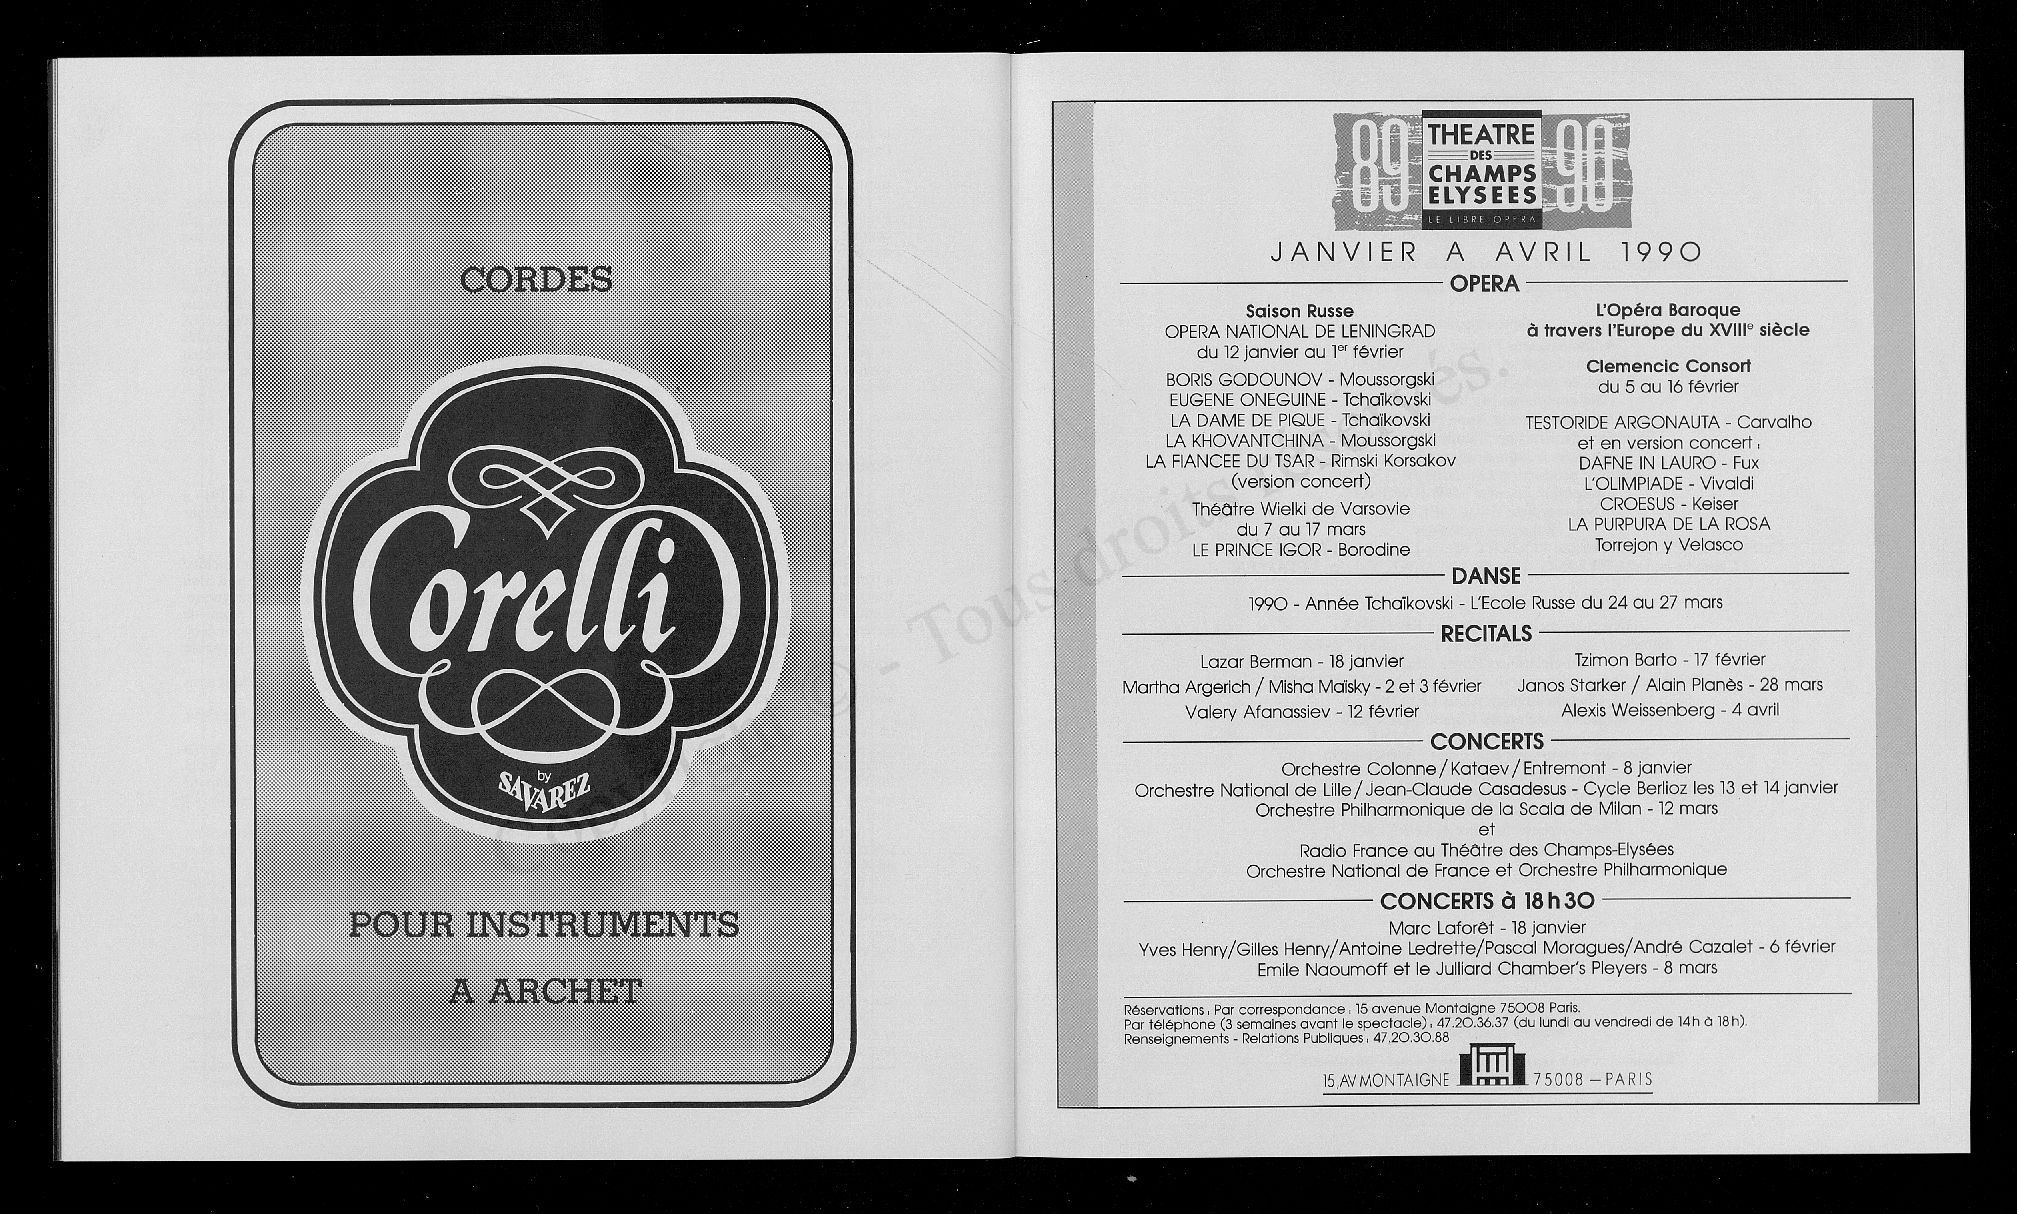 CORDES
Corelli
by
SAVAREZ
POUR INSTRUMENTS
A ARCHET
89 THEATRE DES CHAMPS ELYSEES 90
LE LIBRE OPERA
JANVIER A AVRIL 1990
OPERA
Saison Russe
OPERA NATIONAL DE LENINGRAD
du 12 janvier au 1er février
BORIS GODOUNOV - Moussorgski
EUGENE ONEGUINE - Tchaïkovski
LA DAME DE PIQUE - Tchaïkovski
LA KHOVANTCHINA - Moussorgski
LA FIANCEE DU TSAR - Rimski Korsakov
(version concert)
Théâtre Wielki de Varsovie
du 7 au 17 mars
LE PRINCE IGOR - Borodine
L'Opéra Baroque
à travers l'Europe du XVIIIe siècle
Clemencic Consort
du 5 au 16 février
TESTORIDE ARGONAUTA - Carvalho
et en version concert :
DAFNE IN LAURO - Fux
L'OLIMPIADE - Vivaldi
CROESUS - Keiser
LA PURPURA DE LA ROSA
Torrejon y Velasco
DANSE
1990 - Année Tchaïkovski - L'Ecole Russe du 24 au 27 mars
RECITALS
Lazar Berman - 18 janvier
Martha Argerich / Misha Maïsky - 2 et 3 février
Valery Afanassiev - 12 février
Tzimon Barto - 17 février
Janos Starker / Alain Planès - 28 mars
Alexis Weissenberg - 4 avril
CONCERTS
Orchestre Colonne/Kataev/Entremont - 8 janvier
Orchestre National de Lille/Jean-Claude Casadesus - Cycle Berlioz les 13 et 14 janvier
Orchestre Philharmonique de la Scala de Milan - 12 mars
et
Radio France au Théâtre des Champs-Elysées
Orchestre National de France et Orchestre Philharmonique
CONCERTS à 18h30
Marc Laforêt - 18 janvier
Yves Henry/Gilles Henry/Antoine Ledrette/Pascal Moragues/André Cazalet - 6 février
Emile Naoumoff et le Julliard Chamber's Pleyers - 8 mars
Réservations : Par correspondance : 15 avenue Montaigne 75008 Paris.
Par téléphone (3 semaines avant le spectacle) : 47.20.36.37 (du lundi au vendredi de 14h à 18h).
Renseignements - Relations Publiques : 47.20.30.88
15, AV MONTAIGNE 75008 – PARIS
- Tous droits